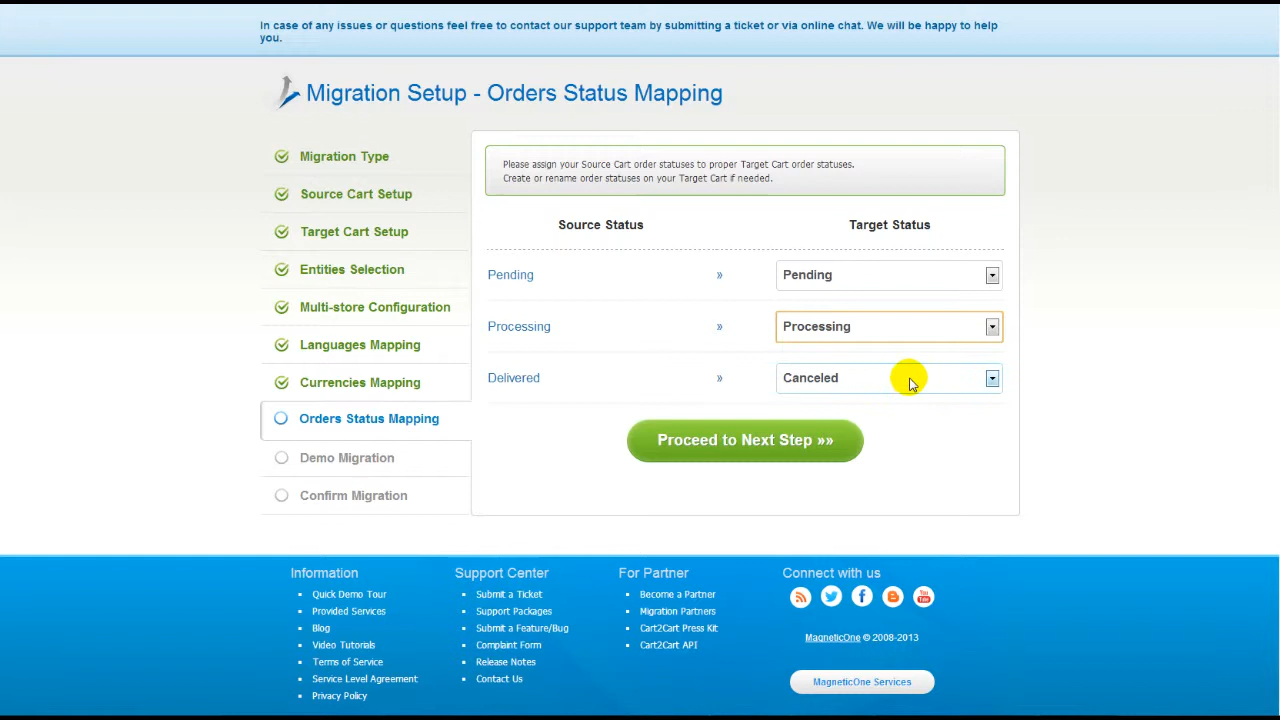 In case of any issues or questions feel free to contact our support team by submitting a ticket or via online chat. We will be happy to help
you.
Migration Setup - Orders Status Mapping
Migration Type
Source Cart Setup
Target Cart Setup
Entities Selection
Multi-store Configuration
Languages Mapping
Currencies Mapping
Orders Status Mapping
Demo Migration
Confirm Migration
Please assign your Source Cart order statuses to proper Target Cart order statuses.
Create or rename order statuses on your Target Cart if needed.
Source Status
Target Status
Pending » Pending
Processing » Processing
Delivered » Canceled
Proceed to Next Step »»
Information
Quick Demo Tour
Provided Services
Blog
Video Tutorials
Terms of Service
Service Level Agreement
Privacy Policy
Support Center
Submit a Ticket
Support Packages
Submit a Feature/Bug
Complaint Form
Release Notes
Contact Us
For Partner
Become a Partner
Migration Partners
Cart2Cart Press Kit
Cart2Cart API
Connect with us
You
Tube
MagneticOne © 2008-2013
MagneticOne Services